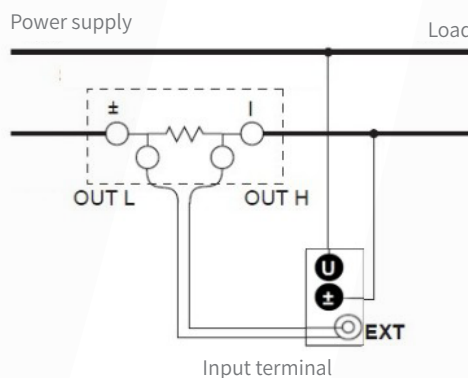 Power supply
Load
± I
OUT L OUT H
U
±
EXT
Input terminal